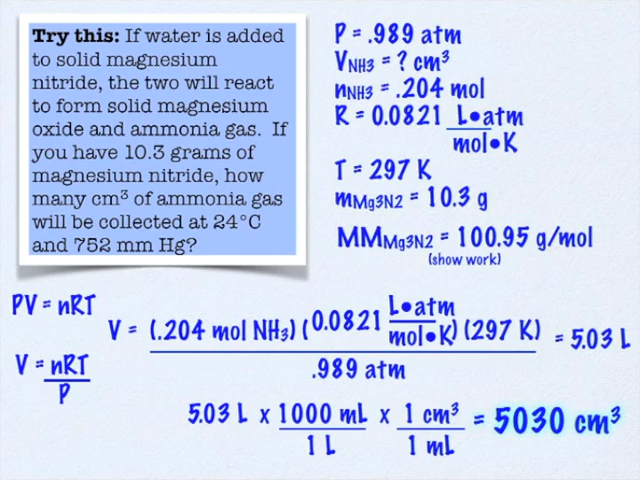 Try this: If water is added
to solid magnesium
nitride, the two will react
to form solid magnesium
oxide and ammonia gas. If
you have 10.3 grams of
magnesium nitride, how
many cm³ of ammonia gas
will be collected at 24°C
and 752 mm Hg?
P = .989 atm
VNH3 = ? cm³
nNH3 = .204 mol
R = 0.0821 L•atm
mol•K
T = 297 K
mMg3N2 = 10.3 g
MMMg3N2 = 100.95 g/mol
(show work)
PV = nRT
V = nRT
P
V = (.204 mol NH₃) (0.0821 L•atm
mol•K) (297 K) = 5.03 L
.989 atm
5.03 L x 1000 mL x 1 cm³ = 5030 cm³
1 L 1 mL